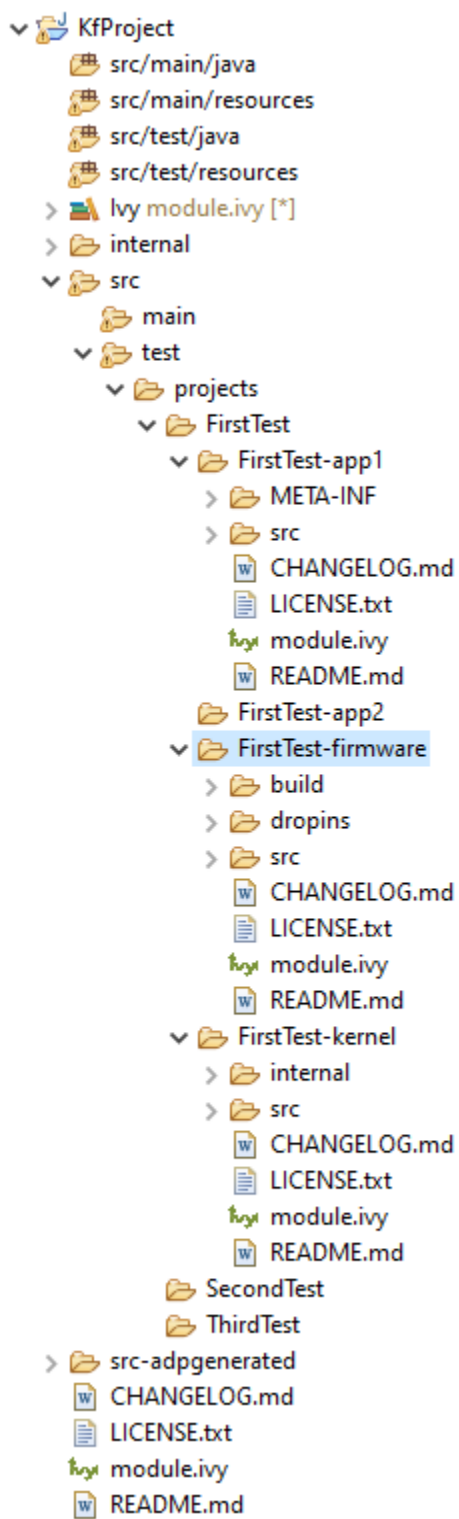 KfProject
src/main/java
src/main/resources
src/test/java
src/test/resources
Ivy module.ivy [*]
internal
src
main
test
projects
FirstTest
FirstTest-app1
META-INF
src
CHANGELOG.md
LICENSE.txt
module.ivy
README.md
FirstTest-app2
FirstTest-firmware
build
dropins
src
CHANGELOG.md
LICENSE.txt
module.ivy
README.md
FirstTest-kernel
internal
src
CHANGELOG.md
LICENSE.txt
module.ivy
README.md
SecondTest
ThirdTest
src-adpgenerated
CHANGELOG.md
LICENSE.txt
module.ivy
README.md